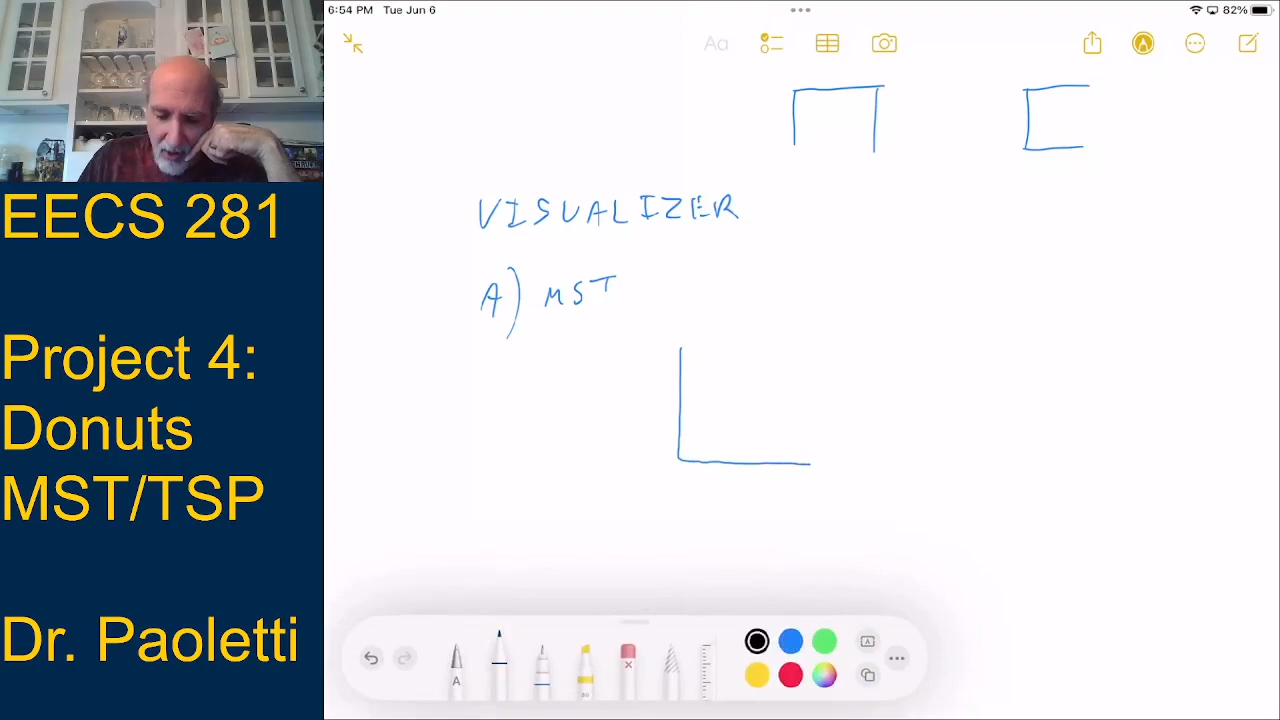 6:54 PM Tue Jun 6
82%
Aa
EECS 281
Project 4:
Donuts
MST/TSP
Dr. Paoletti
VISUALIZER
A) MST
A
80
A